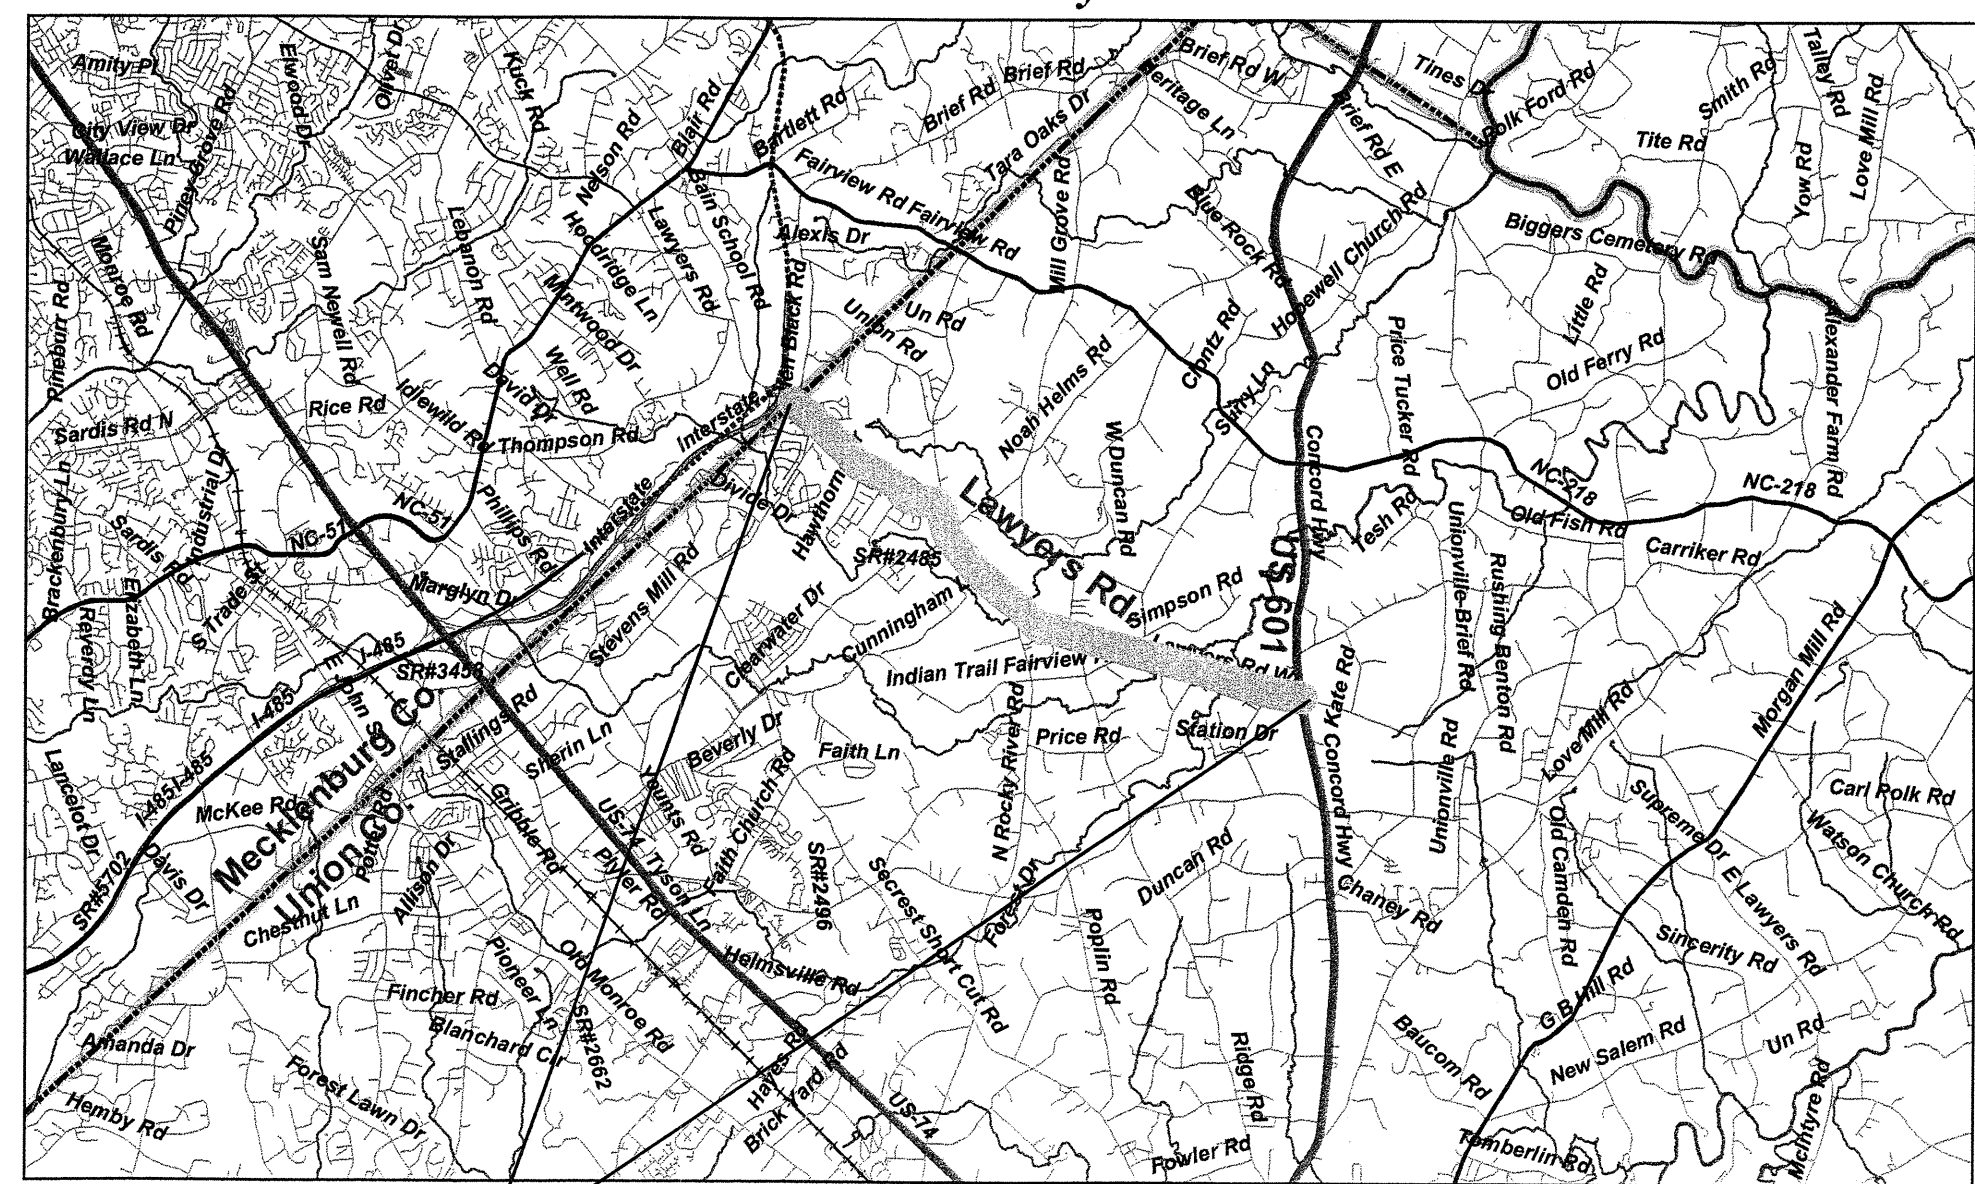 Amity Pl
Elwood Dr
Oliver Dr
Kuck Rd
Blair Rd
Bartlett Rd
Brief Rd
Brief Rd
Brief Rd W
Heritage Ln
Tines Dr
Polk Ford Rd
Smith Rd
Talley Rd
Love Mill Rd
City View Dr
Wallace Ln
Piney Grove Rd
Nelson Rd
Tara Oaks Dr
Brief Rd E
Tite Rd
Yow Rd
Fairview Rd
Fairview Rd
Bain School Rd
Alexis Dr
Mill Grove Rd
Blue Rock Rd
Hopewell Church Rd
Biggers Cemetery Rd
Monroe Rd
Sam Newell Rd
Lebanon Rd
Hoodridge Ln
Lawyers Rd
Mintwood Dr
Pineburr Rd
Union Rd
Un Rd
Clontz Rd
Little Rd
Alexander Farm Rd
Price Tucker Rd
Old Ferry Rd
Noah Helms Rd
Surry Ln
David Dr
Well Rd
Rice Rd
Idlewild Rd
Thompson Rd
Sardis Rd N
Interstate
W Duncan Rd
Concord Hwy
NC-218
NC-218
Brackenbury Ln
Industrial Dr
NC-51
NC-51
Phillips Rd
Interstate
Divide Dr
Hawthorn
Lawyers Rd
Tesh Rd
Old Fish Rd
Carriker Rd
Sardis Rd
SR#2485
Unionville-Brief Rd
Rushing-Benton Rd
US-601
Marglyn Dr
Stevens Mill Rd
Clearwater Dr
Cunningham L
Simpson Rd
Reverdy Ln
Elizabeth Ln
S Trade St
E John St
I-485
SR#3458
Indian Trail Fairview
Morgan Mill Rd
I-485
Stallings Rd
N Rocky River Rd
Kate Rd
Love Mill Rd
Sherin Ln
Beverly Dr
Faith Ln
Price Rd
Station Dr
Unionville Rd
Lancelot Dr
I-485
I-485
McKee Rd
Mecklenburg Co.
Union Co.
Gribble Rd
US-74
Younts Rd
Faith Church Rd
Concord Hwy
Supreme Dr
Carl Polk Rd
Watson Church Rd
SR#5702
Davis Dr
Allison Dr
Plyler Rd
Tyson Ln
SR#2496
Secrest Short Cut Rd
Duncan Rd
Chaney Rd
Old Camden Rd
E Lawyers Rd
Chestnut Ln
Forest Dr
Poplin Rd
Sincerity Rd
Pioneer Ln
Old Monroe Rd
Helmsville Rd
Fincher Rd
Blanchard Cir
SR#2662
G B Hill Rd
Amanda Dr
Forest Lawn Dr
Hayes Rd
Brick Yard Rd
Ridge Rd
Baucom Rd
New Salem Rd
Un Rd
Hemby Rd
US-74
Fowler Rd
Tomberlin Rd
McIntyre Rd